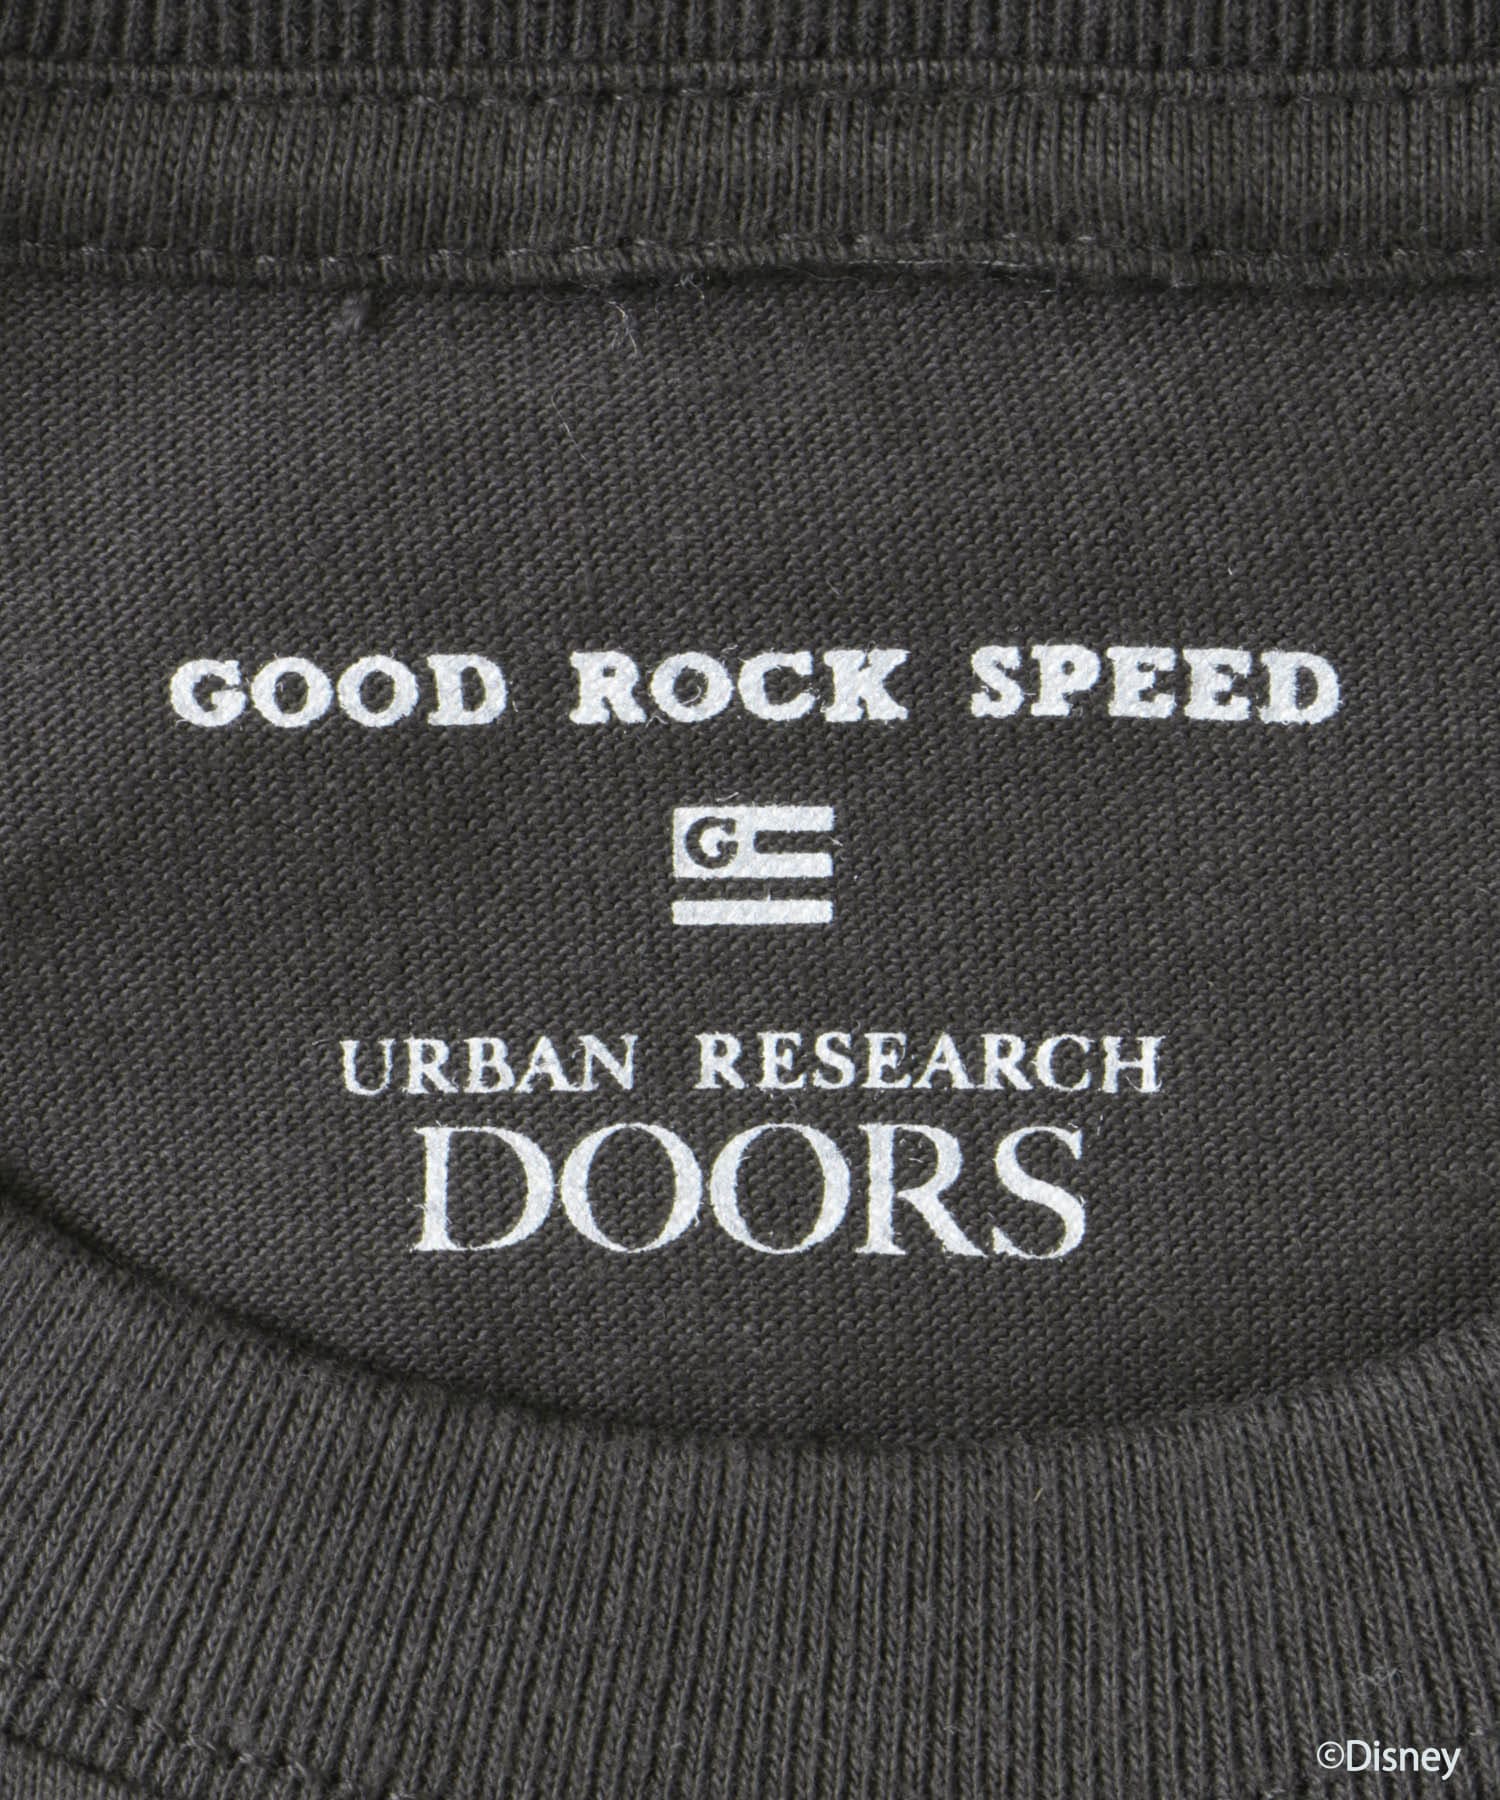 GOOD ROCK SPEED
G
URBAN RESEARCH
DOORS
©Disney